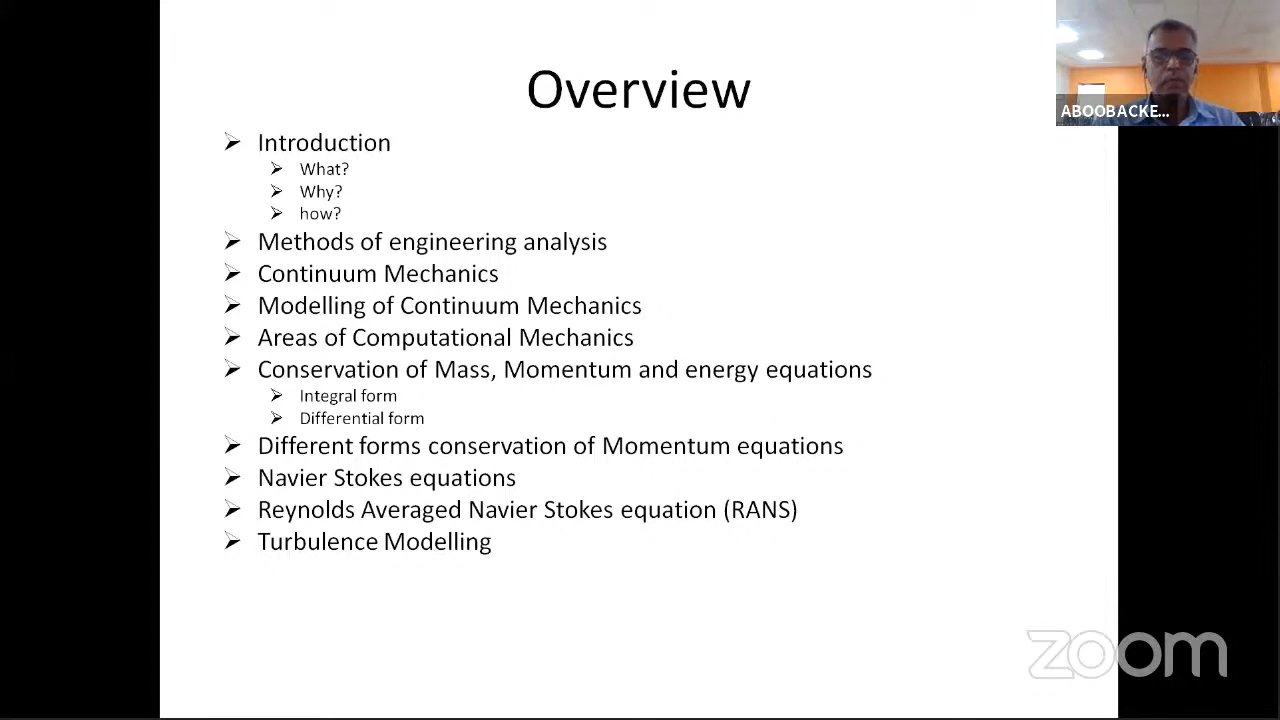 Overview
Introduction
What?
Why?
how?
Methods of engineering analysis
Continuum Mechanics
Modelling of Continuum Mechanics
Areas of Computational Mechanics
Conservation of Mass, Momentum and energy equations
Integral form
Differential form
Different forms conservation of Momentum equations
Navier Stokes equations
Reynolds Averaged Navier Stokes equation (RANS)
Turbulence Modelling
ABOOBACKE...
zoom